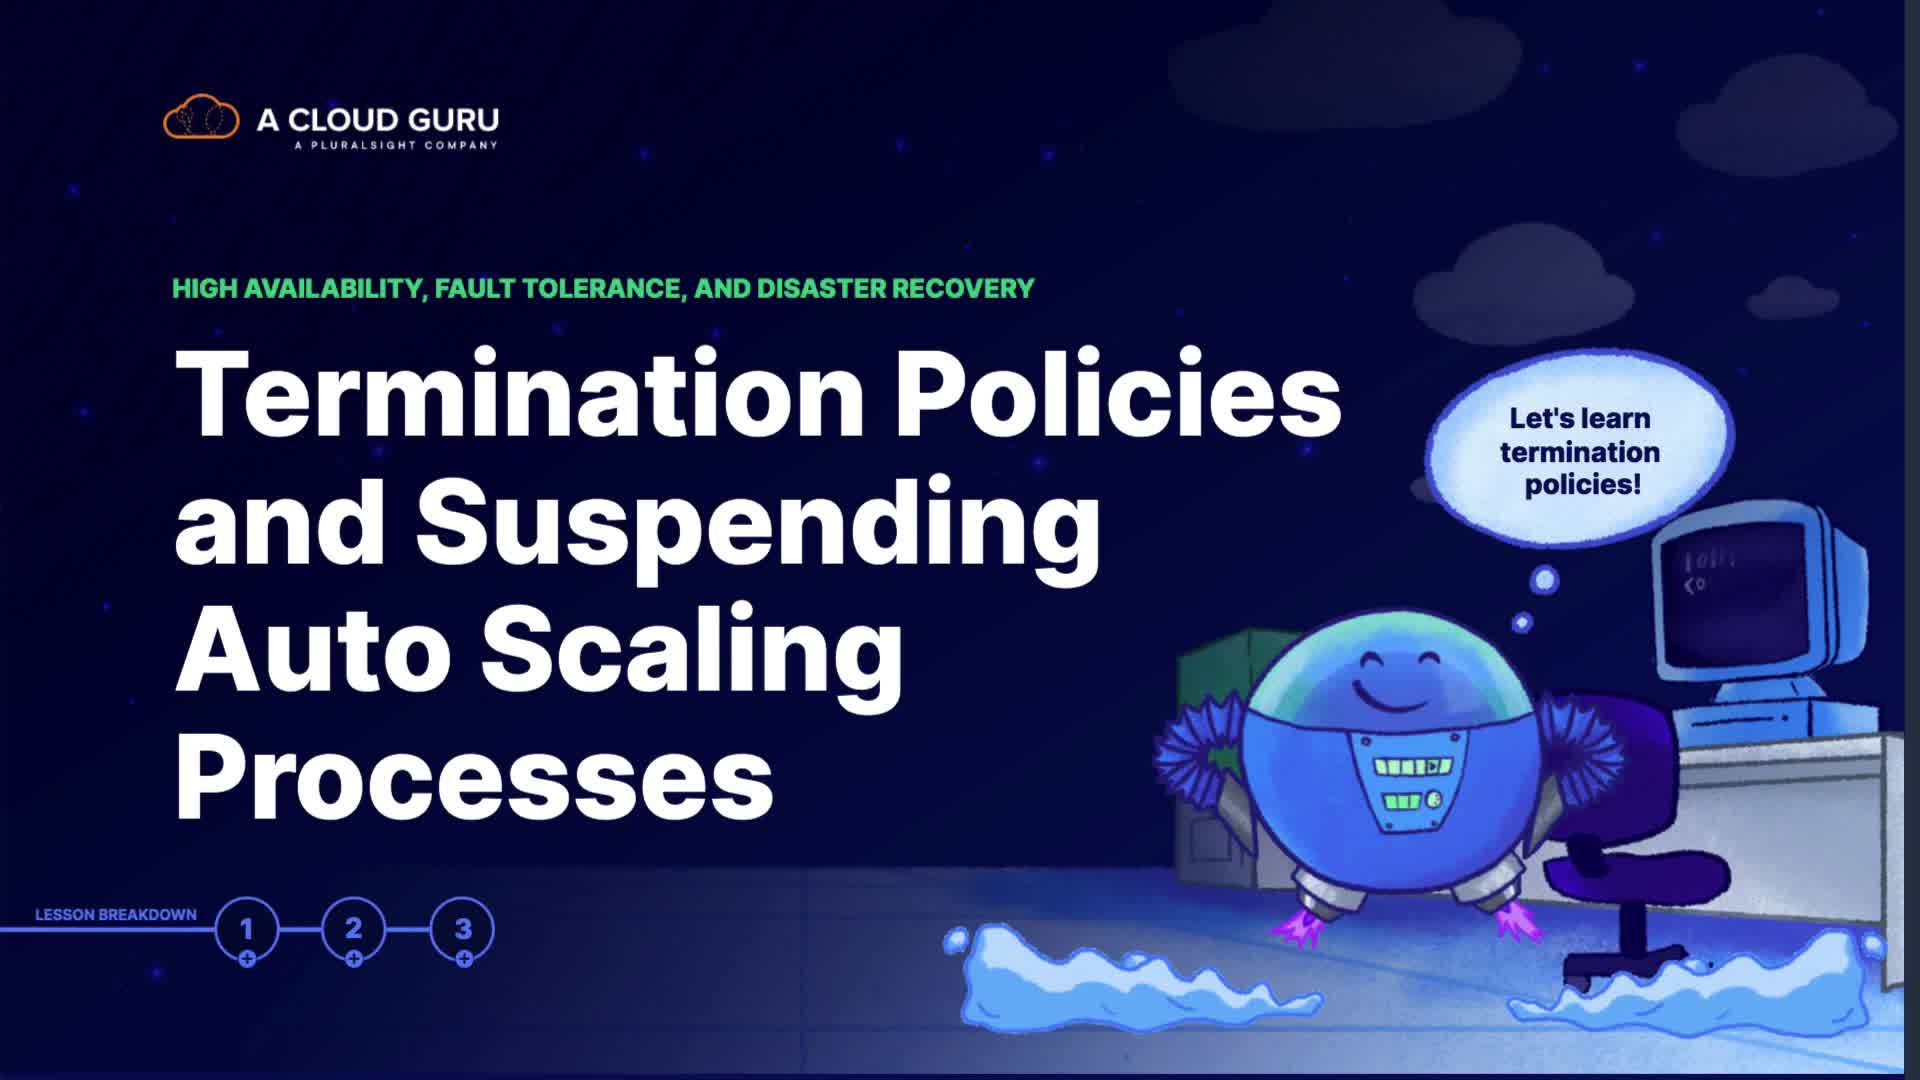 A CLOUD GURU
A PLURALSIGHT COMPANY
HIGH AVAILABILITY, FAULT TOLERANCE, AND DISASTER RECOVERY
Termination Policies
and Suspending
Auto Scaling
Processes
Let's learn
termination
policies!
LESSON BREAKDOWN
1
2
3